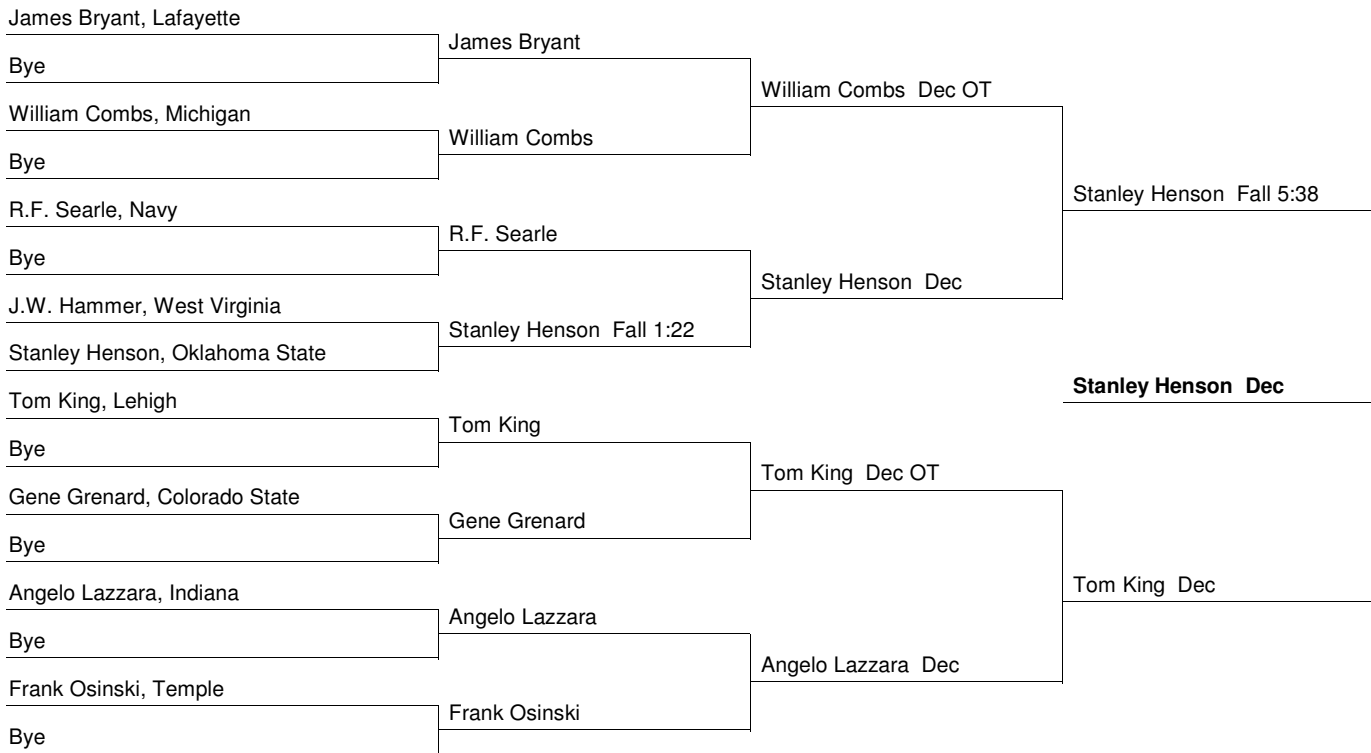 James Bryant, Lafayette
Bye
William Combs, Michigan
Bye
R.F. Searle, Navy
Bye
J.W. Hammer, West Virginia
Stanley Henson, Oklahoma State
Tom King, Lehigh
Bye
Gene Grenard, Colorado State
Bye
Angelo Lazzara, Indiana
Bye
Frank Osinski, Temple
Bye
James Bryant
William Combs
R.F. Searle
Stanley Henson Fall 1:22
Tom King
Gene Grenard
Angelo Lazzara
Frank Osinski
William Combs Dec OT
Stanley Henson Dec
Tom King Dec OT
Angelo Lazzara Dec
Stanley Henson Fall 5:38
Stanley Henson Dec
Tom King Dec